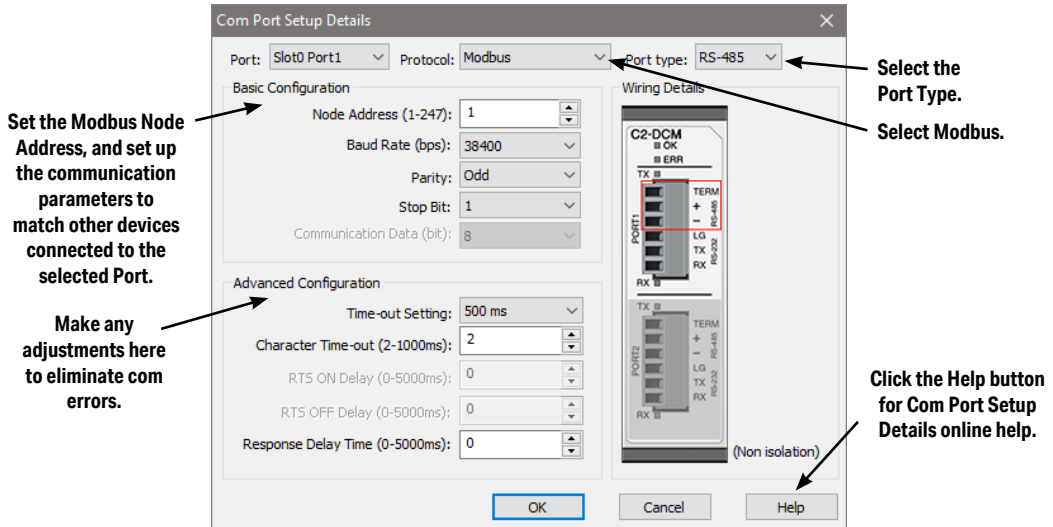 Com Port Setup Details
Port: Slot0 Port1 Protocol: Modbus Port type: RS-485
Basic Configuration
Node Address (1-247): 1
Baud Rate (bps): 38400
Parity: Odd
Stop Bit: 1
Communication Data (bit): 8
Advanced Configuration
Time-out Setting: 500 ms
Character Time-out (2-1000ms): 2
RTS ON Delay (0-5000ms): 0
RTS OFF Delay (0-5000ms): 0
Response Delay Time (0-5000ms): 0
Wiring Details
C2-DCM
OK
ERR
TX
TERM
+
−
LG
TX
RX
RS-485
RS-232
PORT1
RX
TX
TERM
+
−
LG
TX
RX
RS-485
RS-232
PORT2
RX
(Non isolation)
OK Cancel Help
Set the Modbus Node
Address, and set up
the communication
parameters to
match other devices
connected to the
selected Port.
Make any
adjustments here
to eliminate com
errors.
Select the
Port Type.
Select Modbus.
Click the Help button
for Com Port Setup
Details online help.